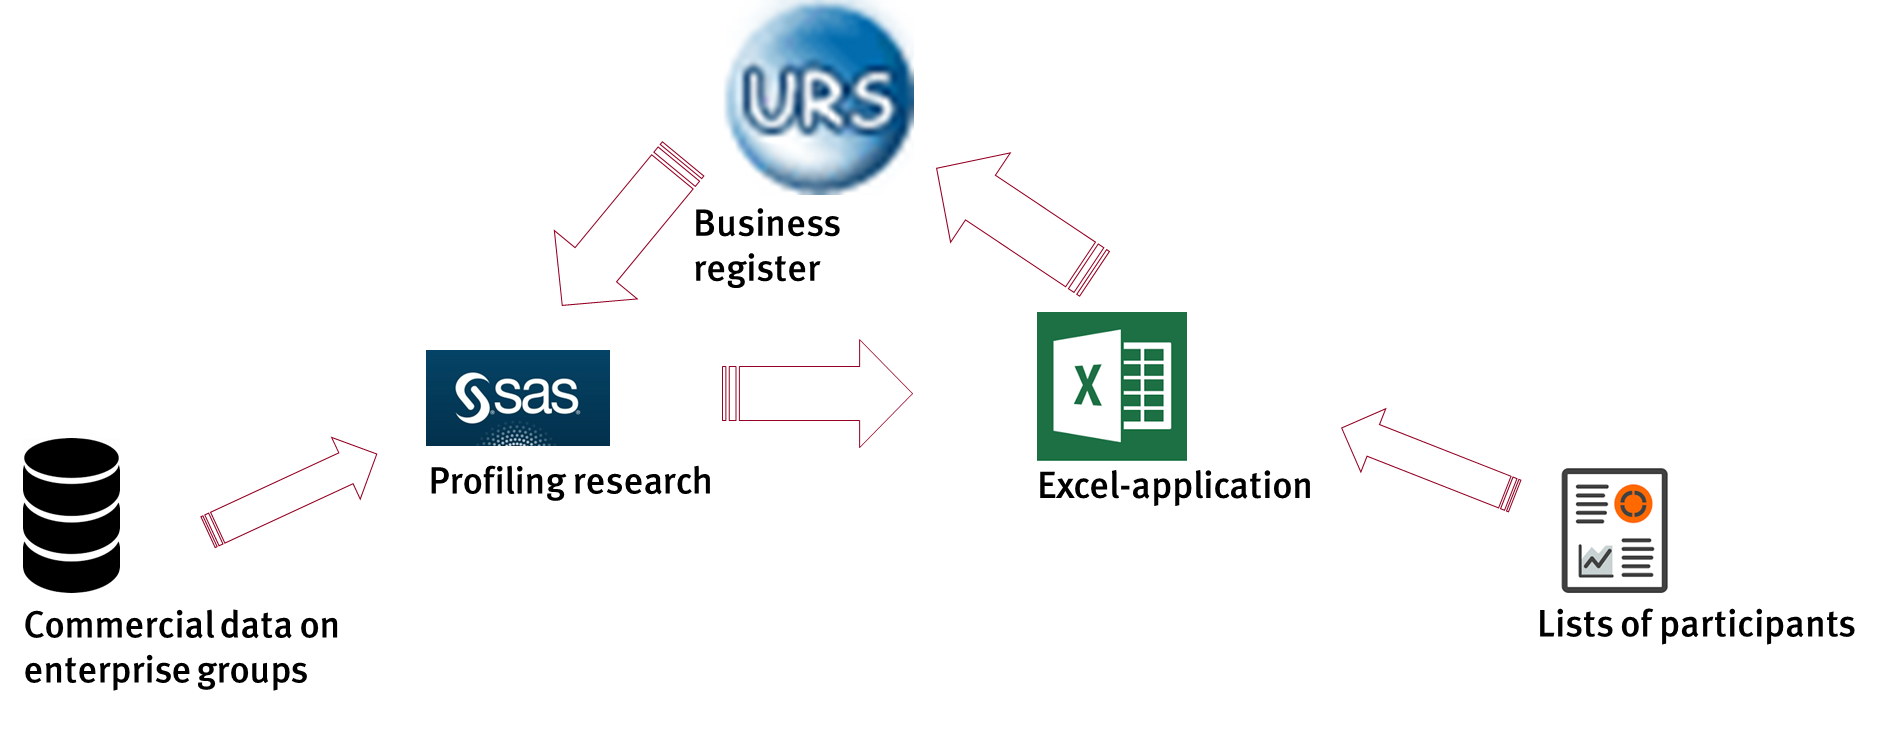 URS
Business
register
sas
Profiling research
X
Excel-application
Commercial data on
enterprise groups
Lists of participants